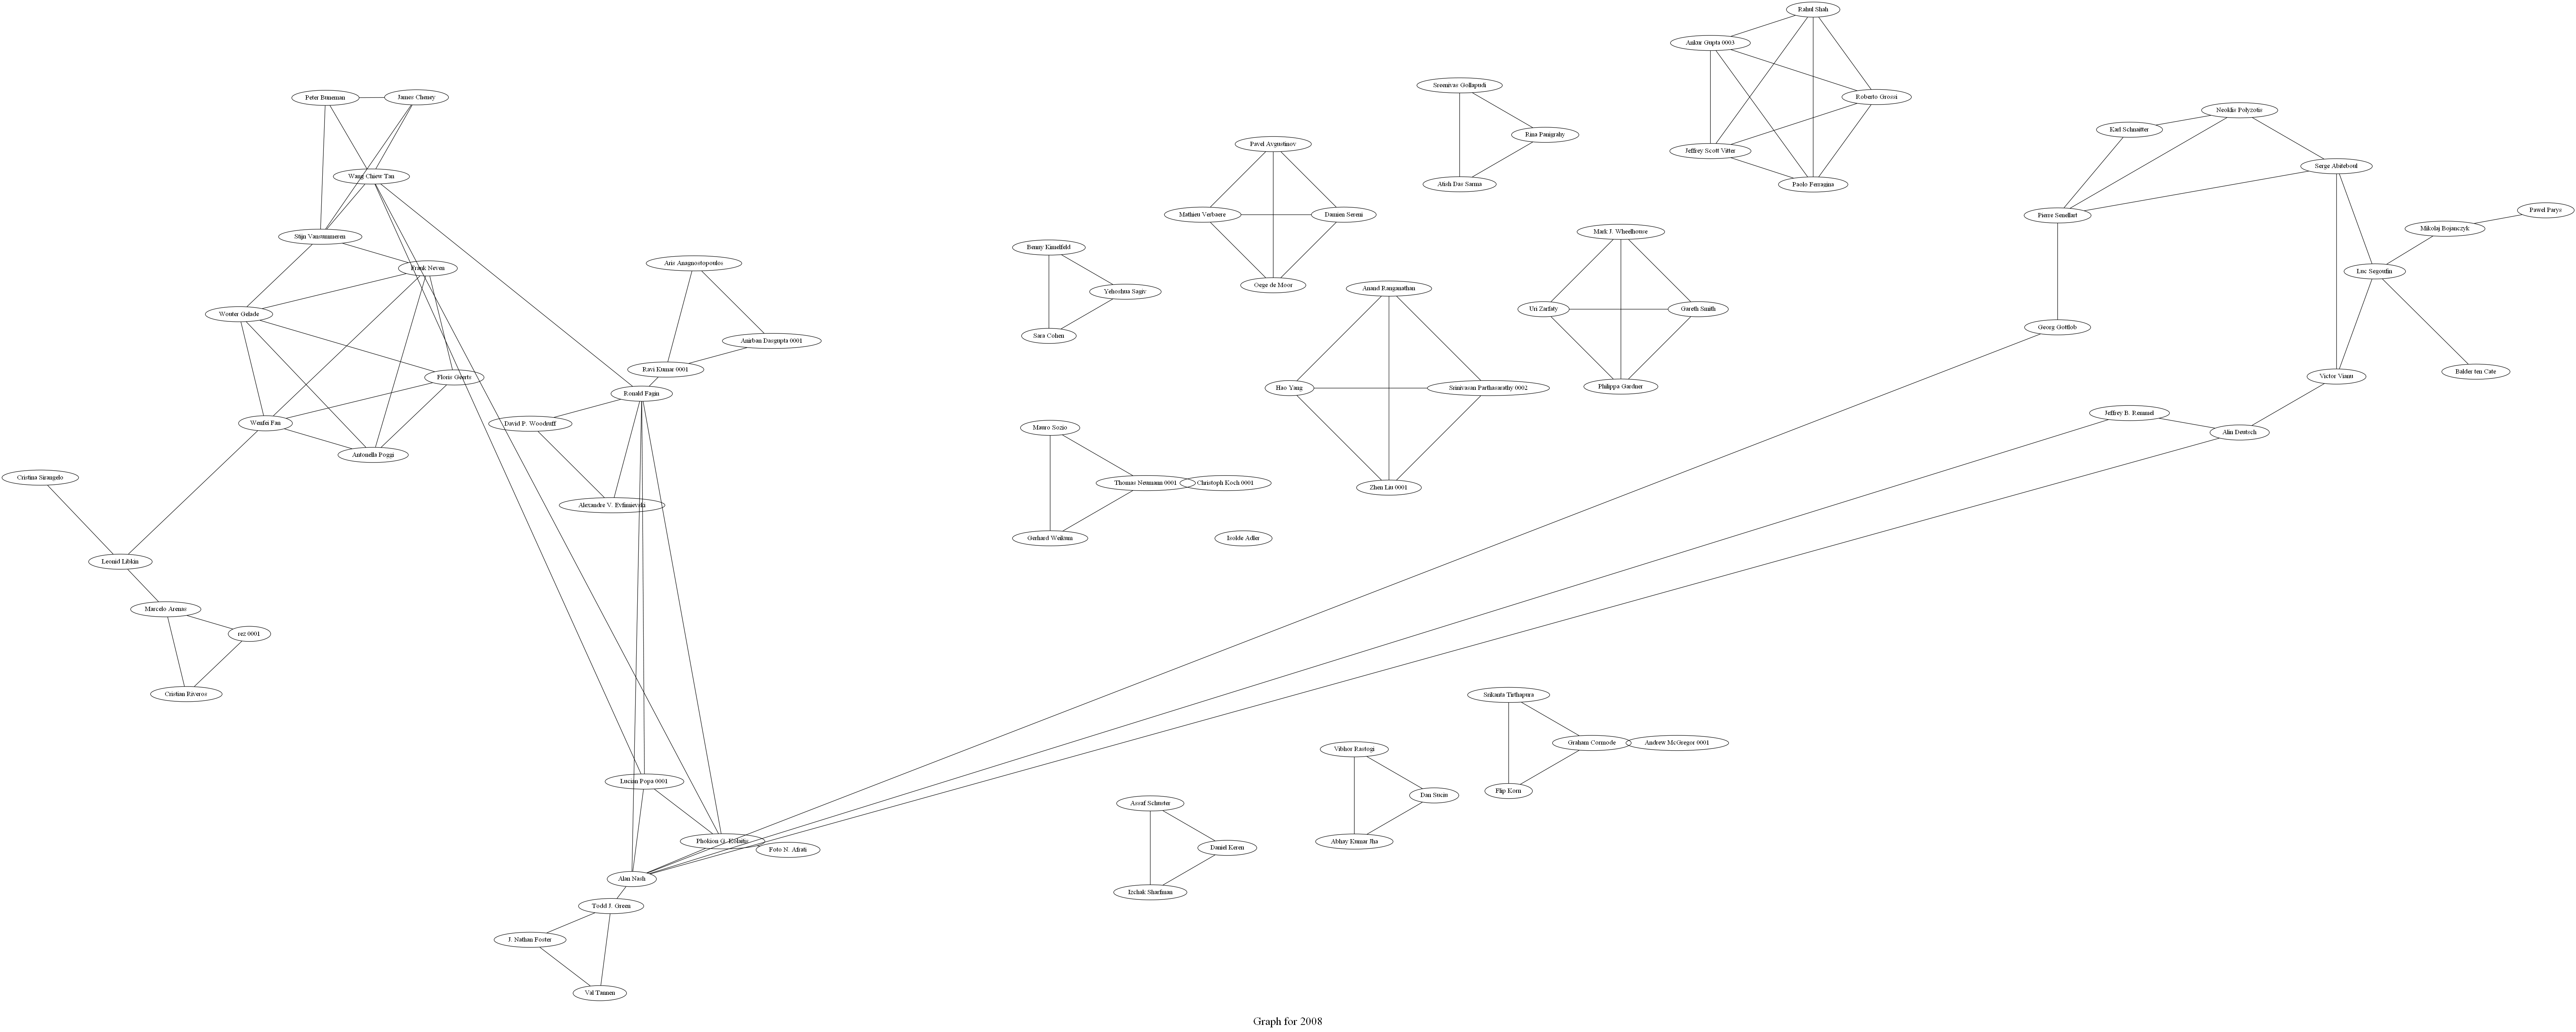 Rahul Shah
Ankur Gupta 0003
Sreenivas Gollapudi
Peter Buneman
James Cheney
Roberto Grossi
Neoklis Polyzotis
Karl Schnaitter
Rina Panigrahy
Pavel Avgustinov
Jeffrey Scott Vitter
Serge Abiteboul
Wang Chiew Tan
Atish Das Sarma
Paolo Ferragina
Pawel Parys
Mathieu Verbaere
Damien Sereni
Pierre Senellart
Mikolaj Bojanczyk
Mark J. Wheelhouse
Stijn Vansummeren
Benny Kimelfeld
Aris Anagnostopoulos
Frank Neven
Luc Segoufin
Oege de Moor
Anand Ranganathan
Yehoshua Sagiv
Uri Zarfaty
Gareth Smith
Wouter Gelade
Georg Gottlob
Sara Cohen
Anirban Dasgupta 0001
Ravi Kumar 0001
Balder ten Cate
Floris Geerts
Victor Vianu
Philippa Gardner
Hao Yang
Srinivasan Parthasarathy 0002
Ronald Fagin
Jeffrey B. Remmel
Wenfei Fan
David P. Woodruff
Mauro Sozio
Alin Deutsch
Antonella Poggi
Cristina Sirangelo
Thomas Neumann 0001
Christoph Koch 0001
Zhen Liu 0001
Alexandre V. Evfimievski
Gerhard Weikum
Isolde Adler
Leonid Libkin
Marcelo Arenas
rez 0001
Cristian Riveros
Srikanta Tirthapura
Graham Cormode
Andrew McGregor 0001
Vibhor Rastogi
Lucian Popa 0001
Flip Korn
Dan Suciu
Assaf Schuster
Phokion G. Kolaitis
Abhay Kumar Jha
Foto N. Afrati
Daniel Keren
Alan Nash
Izchak Sharfman
Todd J. Green
J. Nathan Foster
Val Tannen
Graph for 2008